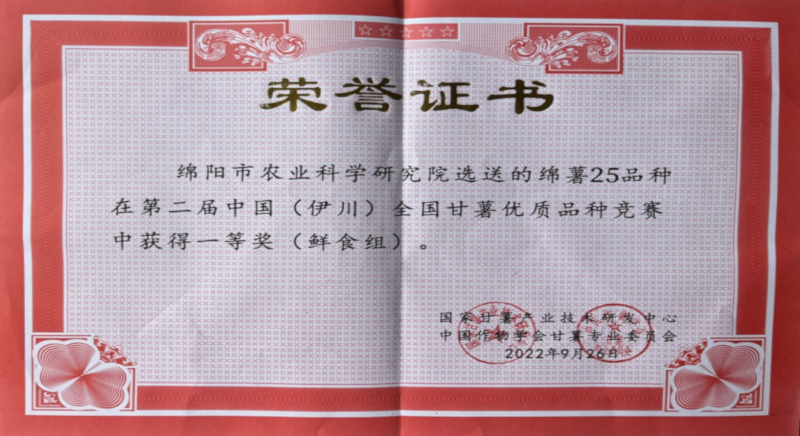 荣誉证书
绵阳市农业科学研究院选送的绵薯25品种
在第二届中国（伊川）全国甘薯优质品种竞赛
中获得一等奖（鲜食组）。
国家甘薯产业技术研发中心
中国作物学会甘薯专业委员会
2022年9月26日